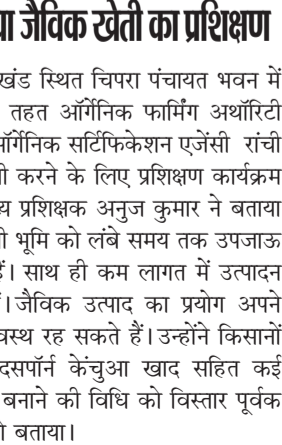 जैविक खेती का प्रशिक्षण
स्थित चिपरा पंचायत भवन में
तहत ऑर्गेनिक फार्मिंग अथॉरिटी
ऑर्गेनिक सर्टिफिकेशन एजेंसी रांची
करने के लिए प्रशिक्षण कार्यक्रम
प्रशिक्षक अनुज कुमार ने बताया
भूमि को लंबे समय तक उपजाऊ
हैं। साथ ही कम लागत में उत्पादन
।जैविक उत्पाद का प्रयोग अपने
रह सकते हैं। उन्होंने किसानों
केंचुआ खाद सहित कई
बनाने की विधि को विस्तार पूर्वक
बताया।